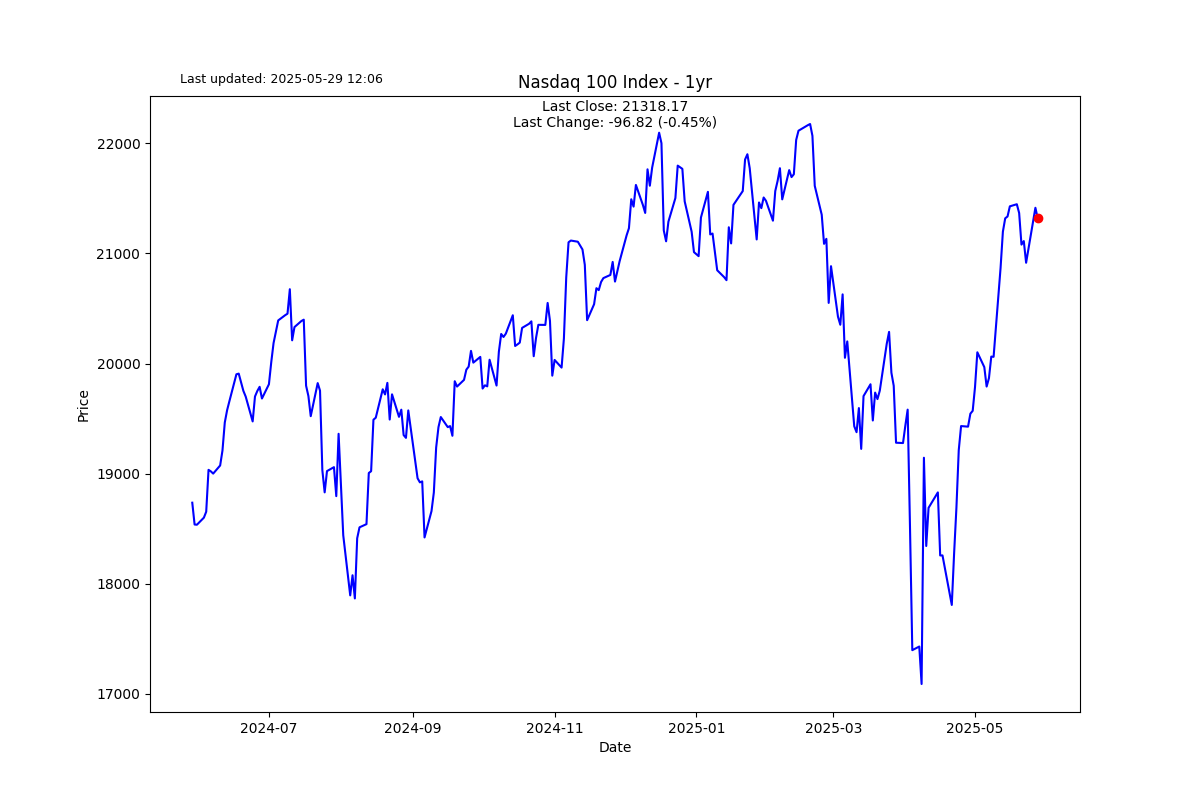 Last updated: 2025-05-29 12:06
Nasdaq 100 Index - 1yr
Last Close: 21318.17
Last Change: -96.82 (-0.45%)
22000
21000
20000
19000
18000
17000
Price
2024-07
2024-09
2024-11
2025-01
2025-03
2025-05
Date